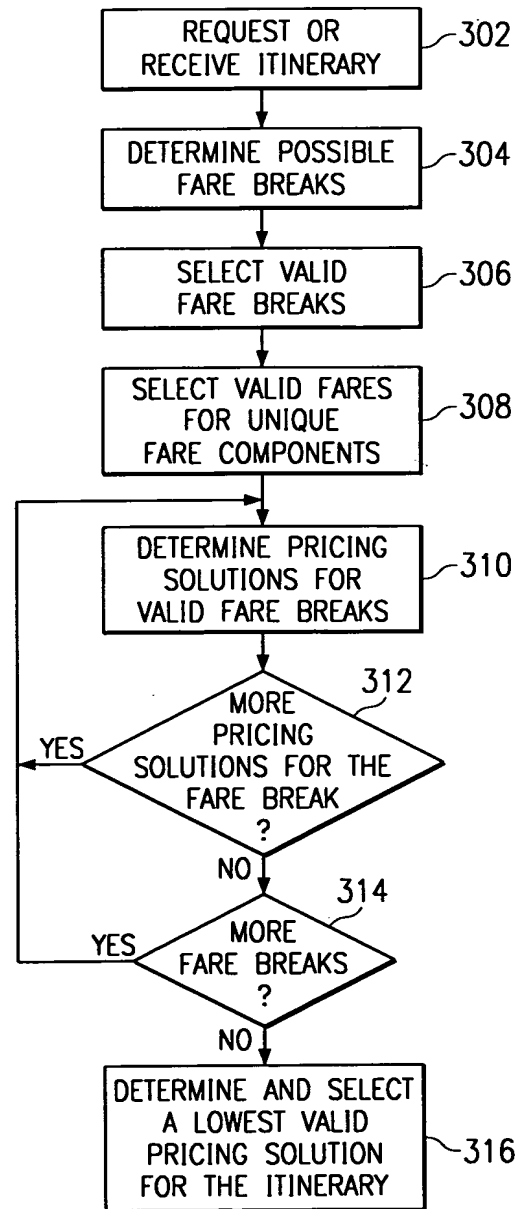 REQUEST OR
RECEIVE ITINERARY
302
DETERMINE POSSIBLE
FARE BREAKS
304
SELECT VALID
FARE BREAKS
306
SELECT VALID FARES
FOR UNIQUE
FARE COMPONENTS
308
DETERMINE PRICING
SOLUTIONS FOR
VALID FARE BREAKS
310
312
MORE
PRICING
SOLUTIONS FOR THE
FARE BREAK
?
YES
NO
314
MORE
FARE BREAKS
?
YES
NO
DETERMINE AND SELECT
A LOWEST VALID
PRICING SOLUTION
FOR THE ITINERARY
316